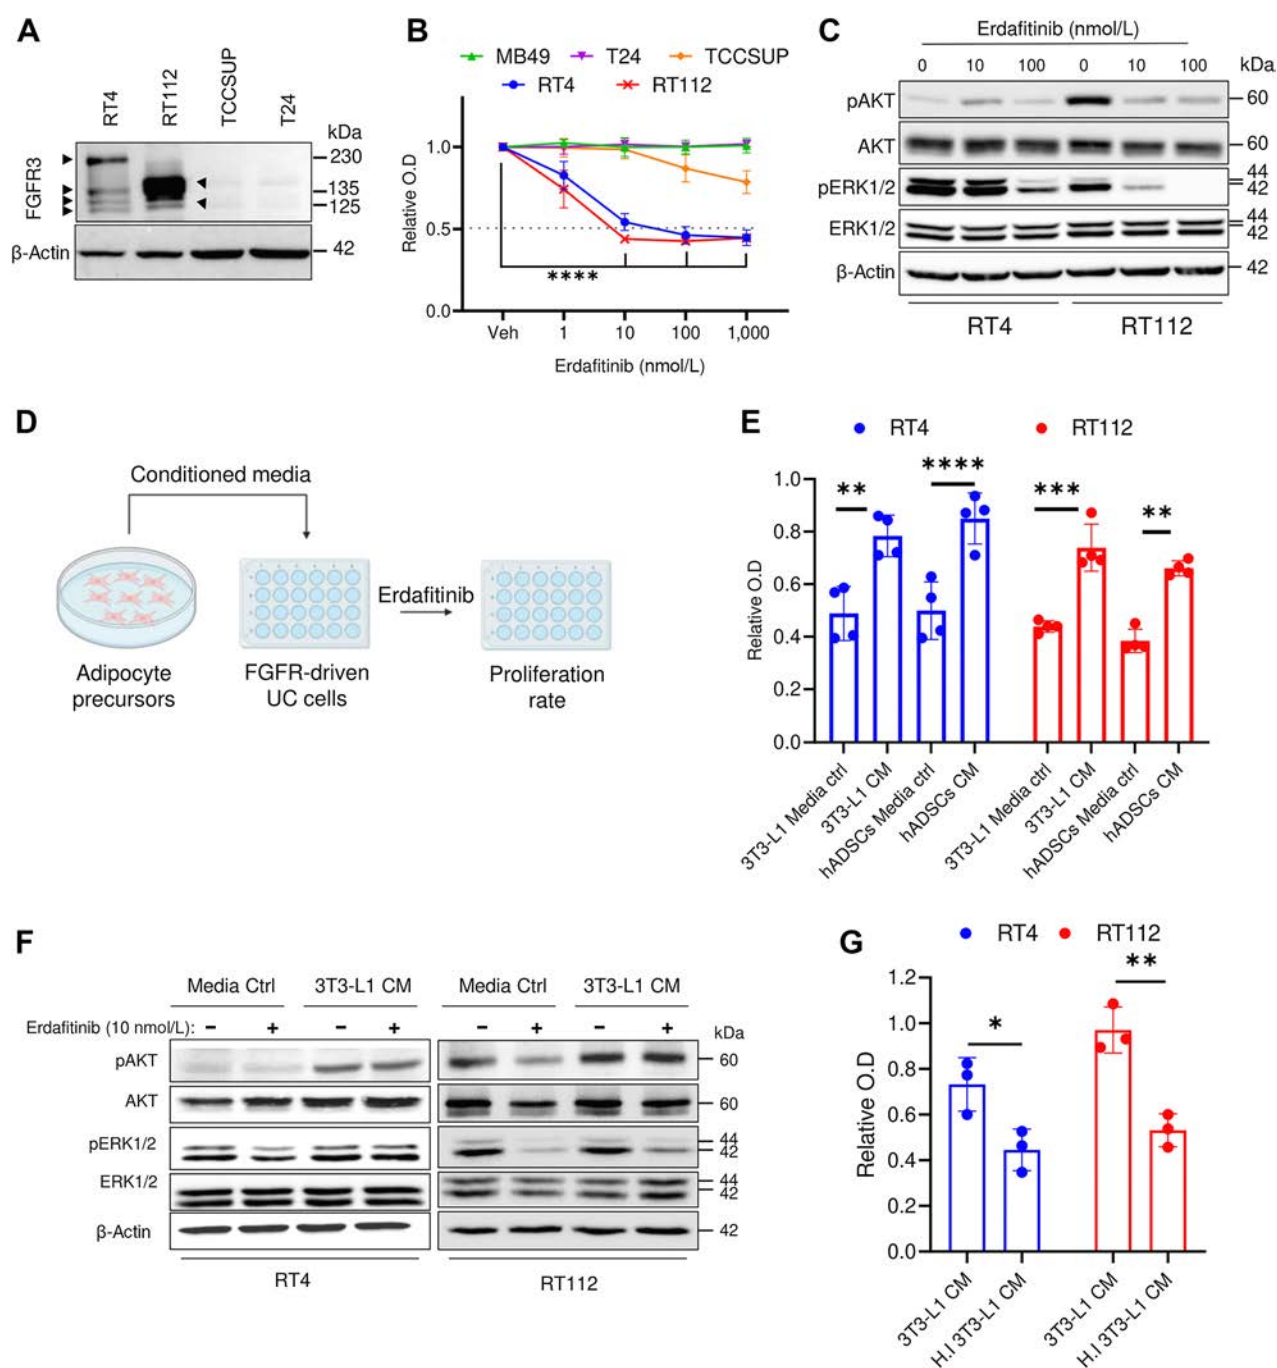 A
RT4
RT112
TCCSUP
T24
kDa
FGFR3
230
135
125
β-Actin
42
B
MB49 T24 TCCSUP
RT4 RT112
Relative O.D
1.0
0.5
0.0
****
Veh 1 10 100 1,000
Erdafitinib (nmol/L)
C
Erdafitinib (nmol/L)
0 10 100 0 10 100 kDa
pAKT 60
AKT 60
pERK1/2 44
42
ERK1/2 44
42
β-Actin 42
RT4 RT112
D
Conditioned media
Erdafitinib
Adipocyte
precursors
FGFR-driven
UC cells
Proliferation
rate
E
RT4 RT112
Relative O.D
1.0
0.8
0.6
0.4
0.2
0.0
** **** *** **
3T3-L1 Media ctrl
3T3-L1 CM
hADSCs Media ctrl
hADSCs CM
3T3-L1 Media ctrl
3T3-L1 CM
hADSCs Media ctrl
hADSCs CM
F
Media Ctrl 3T3-L1 CM Media Ctrl 3T3-L1 CM
Erdafitinib (10 nmol/L): - + - + - + - + kDa
pAKT 60
AKT 60
pERK1/2 44
42
ERK1/2 44
42
β-Actin 42
RT4 RT112
G
RT4 RT112
Relative O.D
1.2
1.0
0.8
0.6
0.4
0.2
0.0
* **
3T3-L1 CM
H.I 3T3-L1 CM
3T3-L1 CM
H.I 3T3-L1 CM